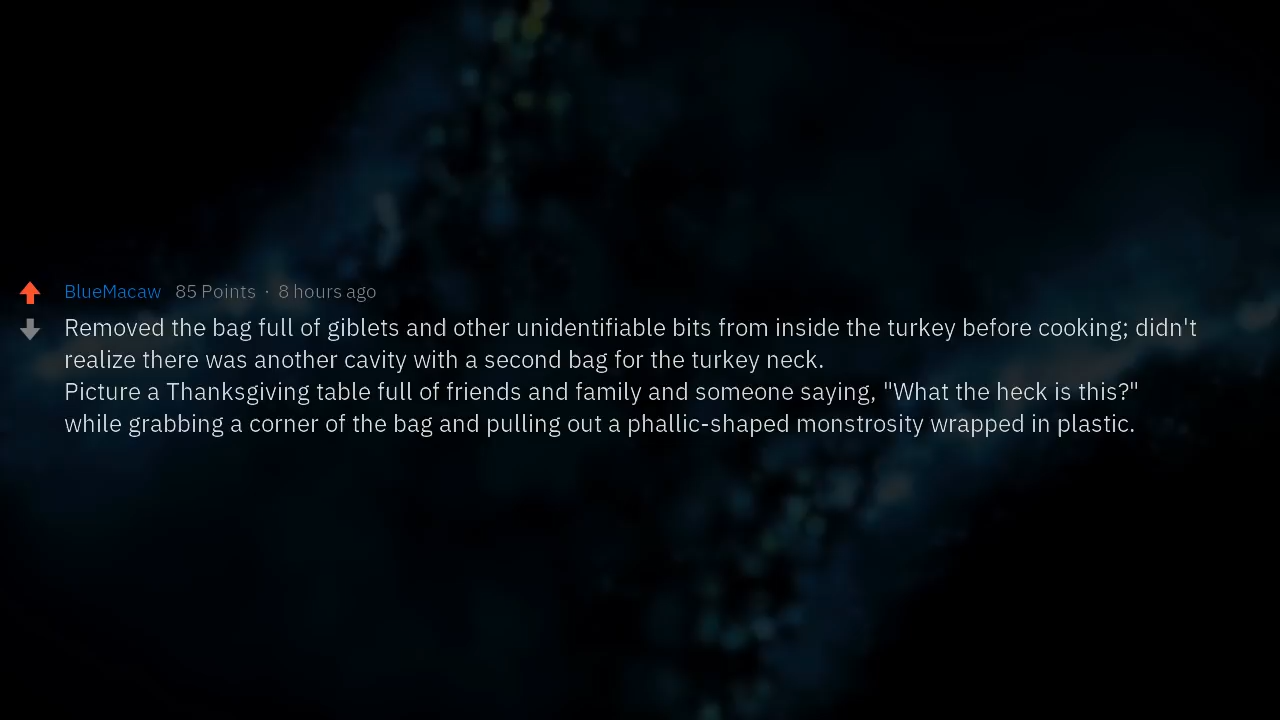 BlueMacaw 85 Points · 8 hours ago
Removed the bag full of giblets and other unidentifiable bits from inside the turkey before cooking; didn't
realize there was another cavity with a second bag for the turkey neck.
Picture a Thanksgiving table full of friends and family and someone saying, "What the heck is this?"
while grabbing a corner of the bag and pulling out a phallic-shaped monstrosity wrapped in plastic.